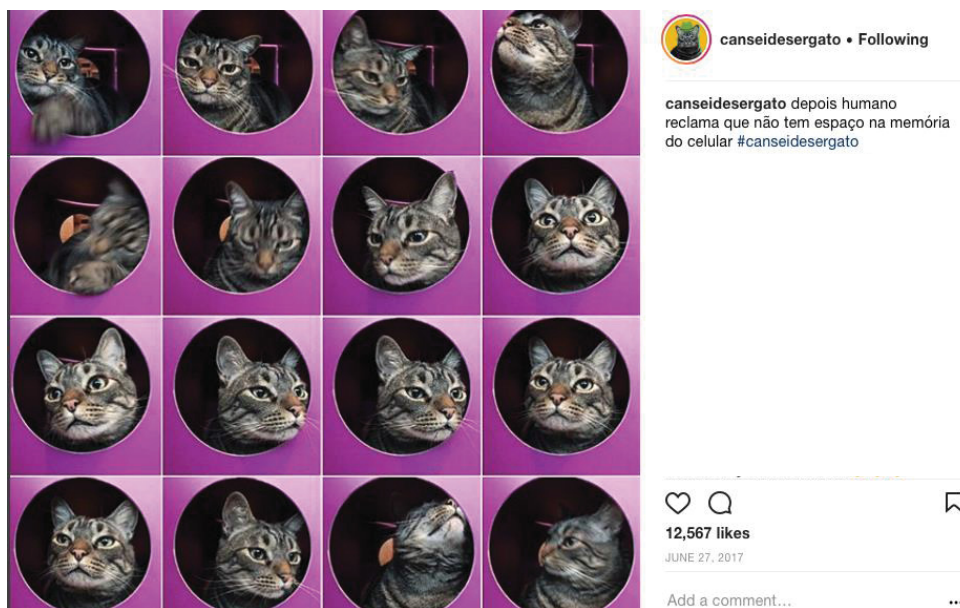 canseidesergato • Following
canseidesergato depois humano
reclama que não tem espaço na memória
do celular #canseidesergato
12,567 likes
JUNE 27, 2017
Add a comment...